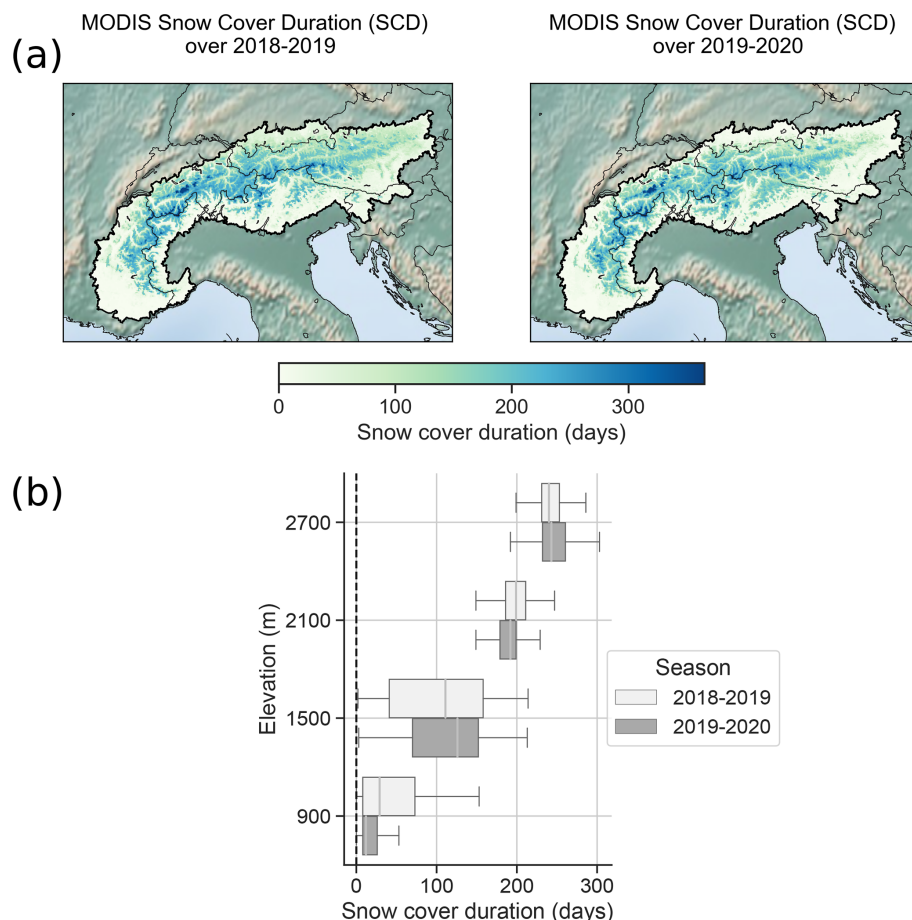 MODIS Snow Cover Duration (SCD)
over 2018-2019
MODIS Snow Cover Duration (SCD)
over 2019-2020
(a)
0 100 200 300
Snow cover duration (days)
(b)
2700
2100
1500
900
Elevation (m)
Season
2018-2019
2019-2020
0 100 200 300
Snow cover duration (days)